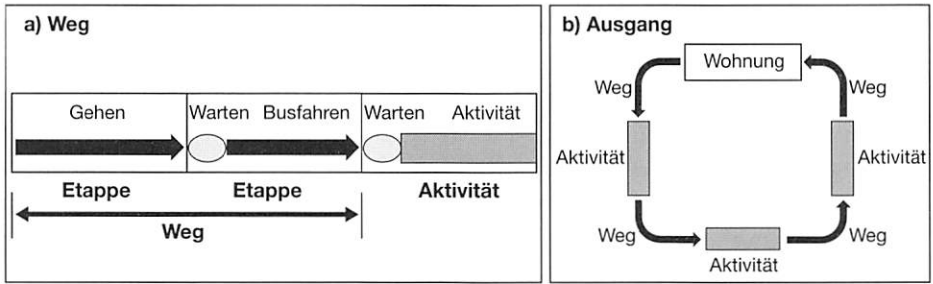 a) Weg
Gehen
Warten Busfahren
Warten Aktivität
Etappe
Etappe
Aktivität
Weg
b) Ausgang
Wohnung
Weg
Weg
Aktivität
Aktivität
Weg
Weg
Aktivität